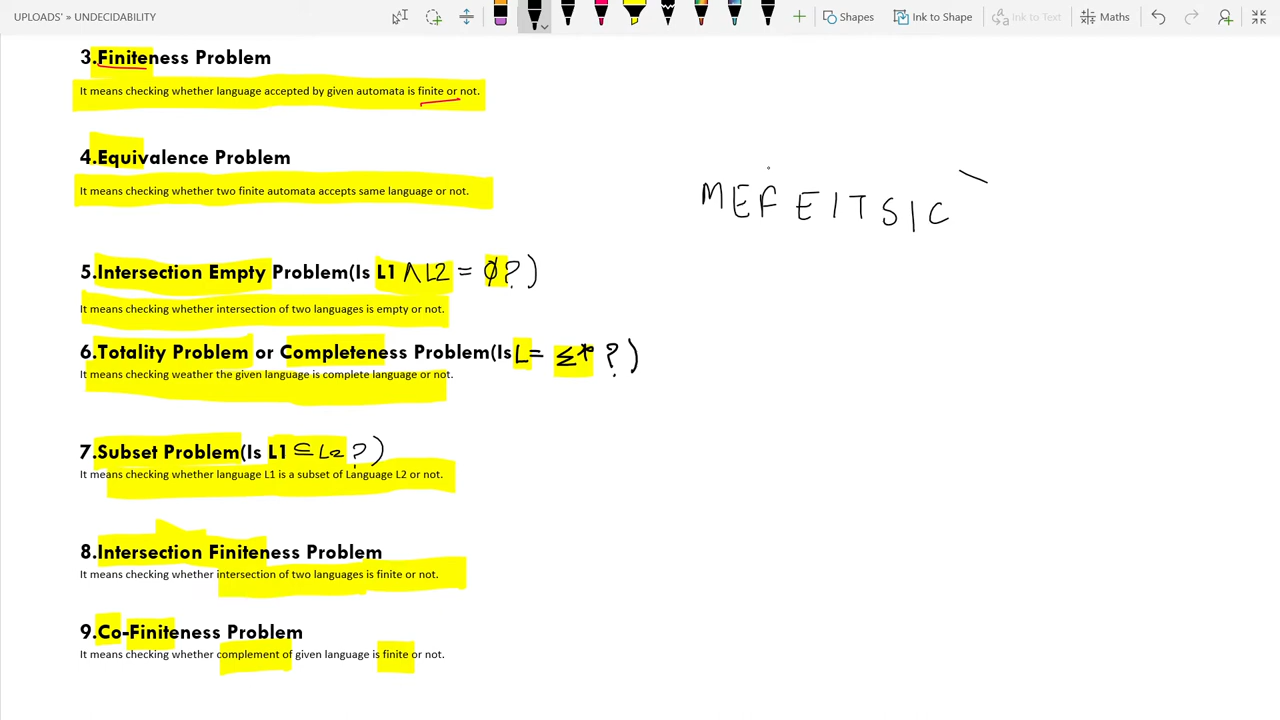 UPLOADS' » UNDECIDABILITY
Shapes
Ink to Shape
Ink to Text
Maths
3.Finiteness Problem
It means checking whether language accepted by given automata is finite or not.
4.Equivalence Problem
It means checking whether two finite automata accepts same language or not.
MEFEITSIC
5.Intersection Empty Problem(Is L1 ∧ L2 = ∅?)
It means checking whether intersection of two languages is empty or not.
6.Totality Problem or Completeness Problem(Is L= Σ* ?)
It means checking weather the given language is complete language or not.
7.Subset Problem(Is L1 ⊆ L2 ?)
It means checking whether language L1 is a subset of Language L2 or not.
8.Intersection Finiteness Problem
It means checking whether intersection of two languages is finite or not.
9.Co-Finiteness Problem
It means checking whether complement of given language is finite or not.